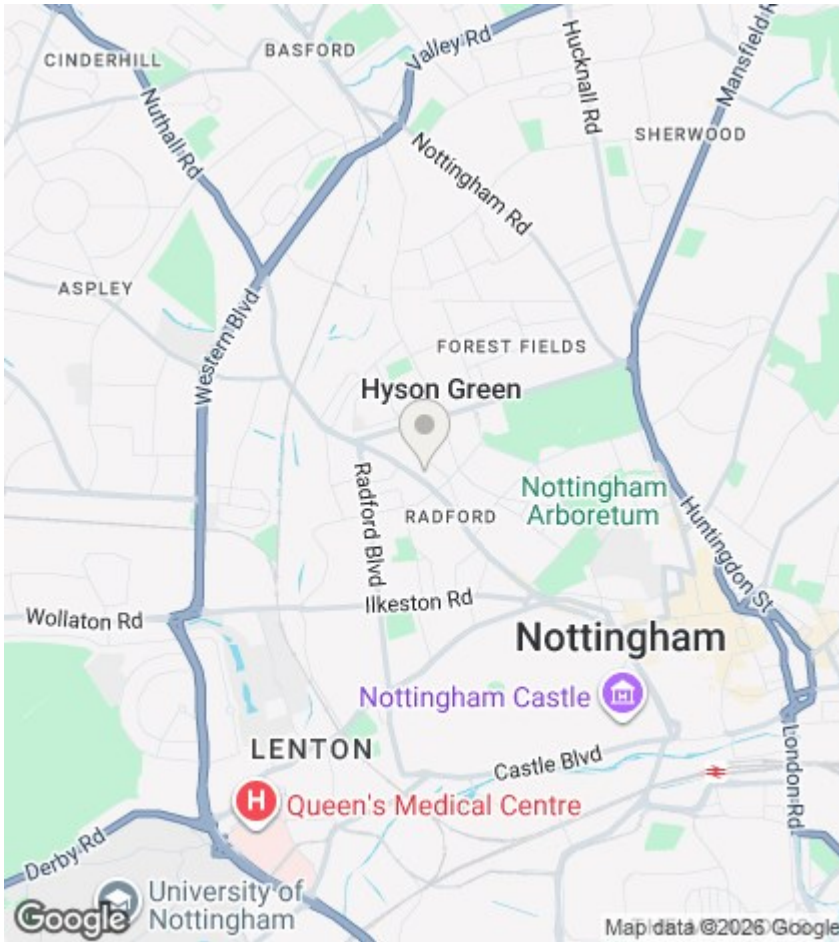 CINDERHILL
BASFORD
Valley Rd
Hucknall Rd
Mansfield R
Nuthall Rd
Nottingham Rd
SHERWOOD
ASPLEY
Western Blvd
FOREST FIELDS
Hyson Green
Radford Blvd
RADFORD
Nottingham
Arboretum
Huntingdon St
Wollaton Rd
Ilkeston Rd
Nottingham
Nottingham Castle
LENTON
Castle Blvd
London Rd
H
Queen's Medical Centre
Derby Rd
University of
Nottingham
Google
Map data ©2026 Google